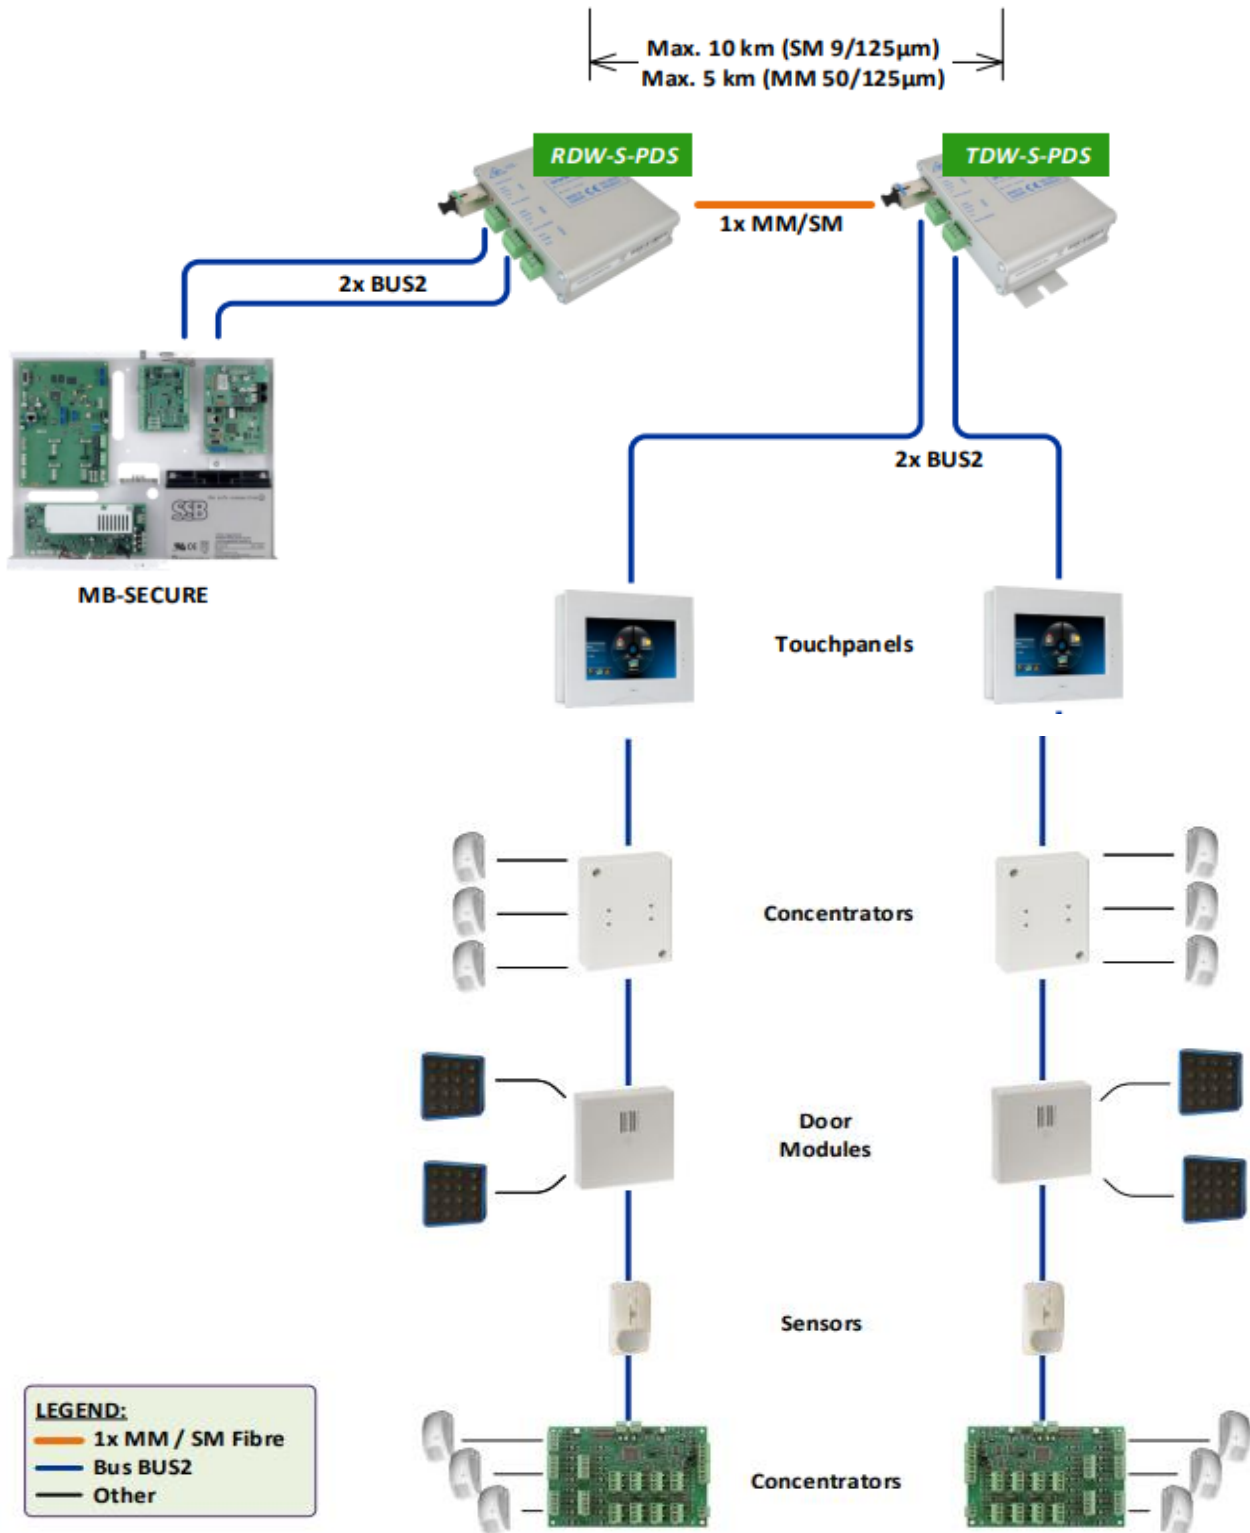 Max. 10 km (SM 9/125µm)
Max. 5 km (MM 50/125µm)
RDW-S-PDS
TDW-S-PDS
1x MM/SM
2x BUS2
2x BUS2
SSB
MB-SECURE
Touchpanels
Concentrators
Door
Modules
Sensors
Concentrators
LEGEND:
1x MM / SM Fibre
Bus BUS2
Other